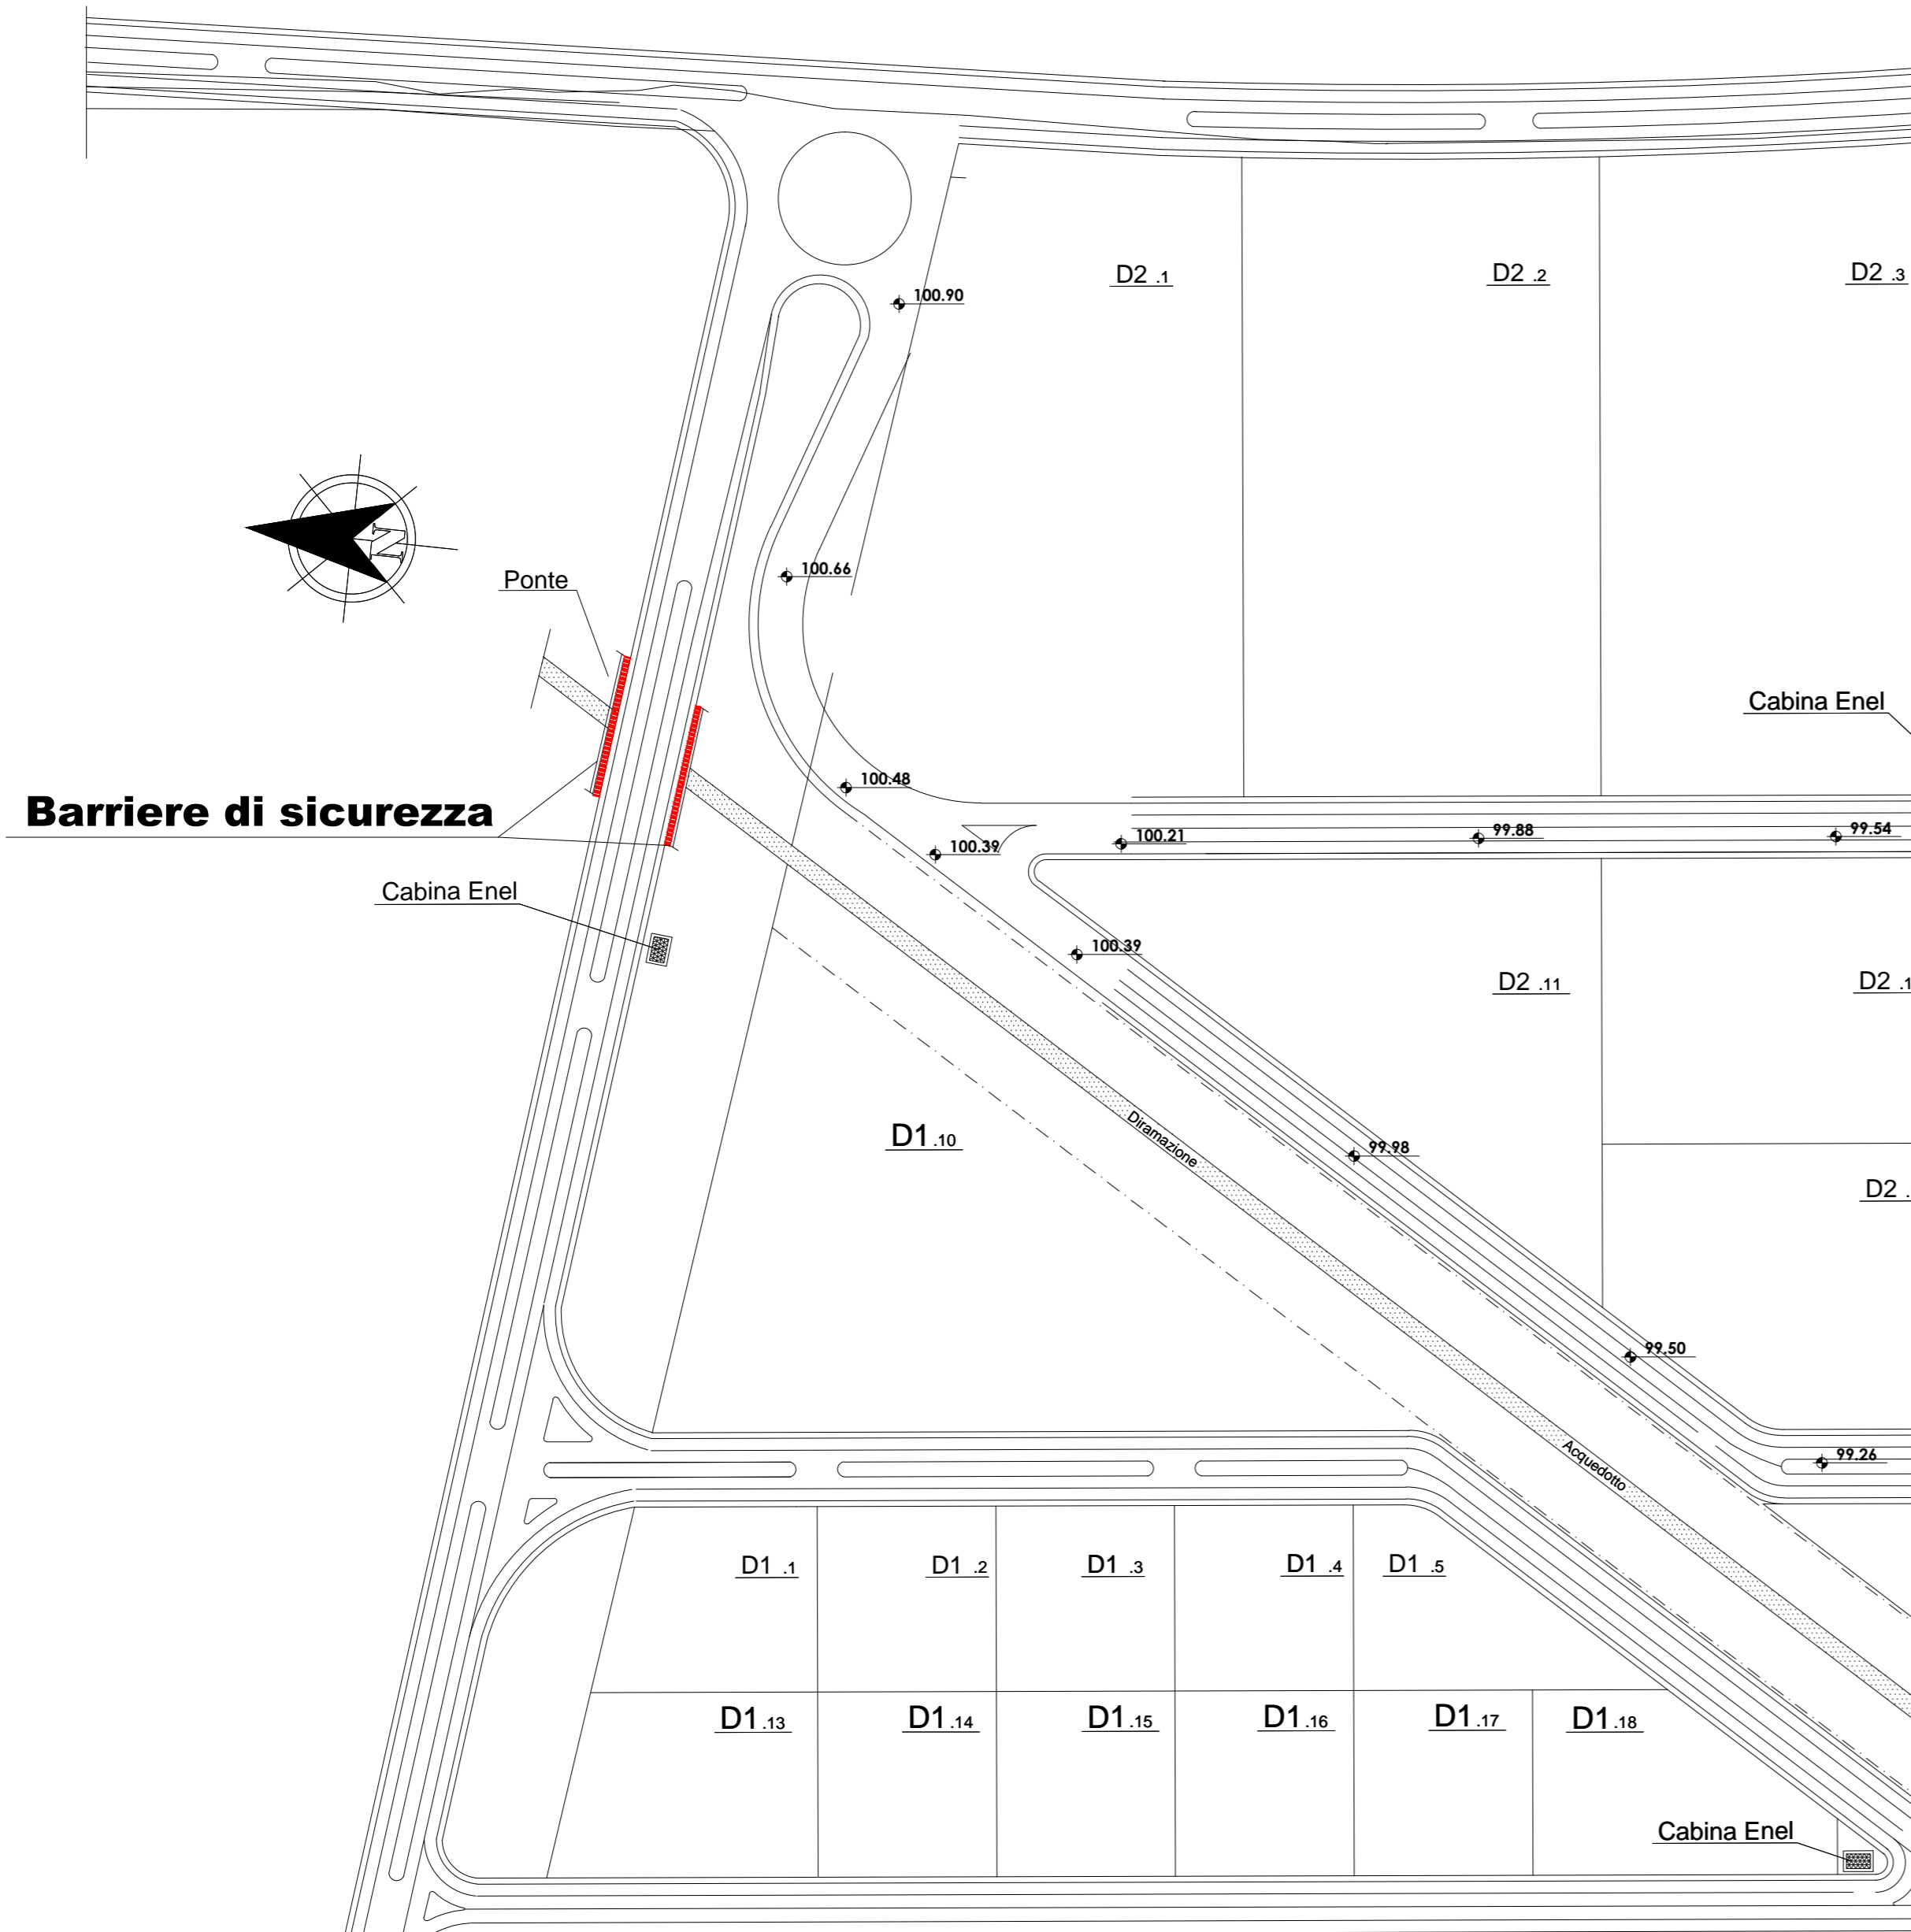 D2 .1
D2 .2
D2 .3
100.90
N
100.66
Ponte
Cabina Enel
100.48
Barriere di sicurezza
100.21
99.88
99.54
100.39
Cabina Enel
100.39
D2 .11
D2 .1
D1 .10
Diramazione
99.98
D2 .
99.50
Acquedotto
99.26
D1 .1
D1 .2
D1 .3
D1 .4
D1 .5
D1 .13
D1 .14
D1 .15
D1 .16
D1 .17
D1 .18
Cabina Enel